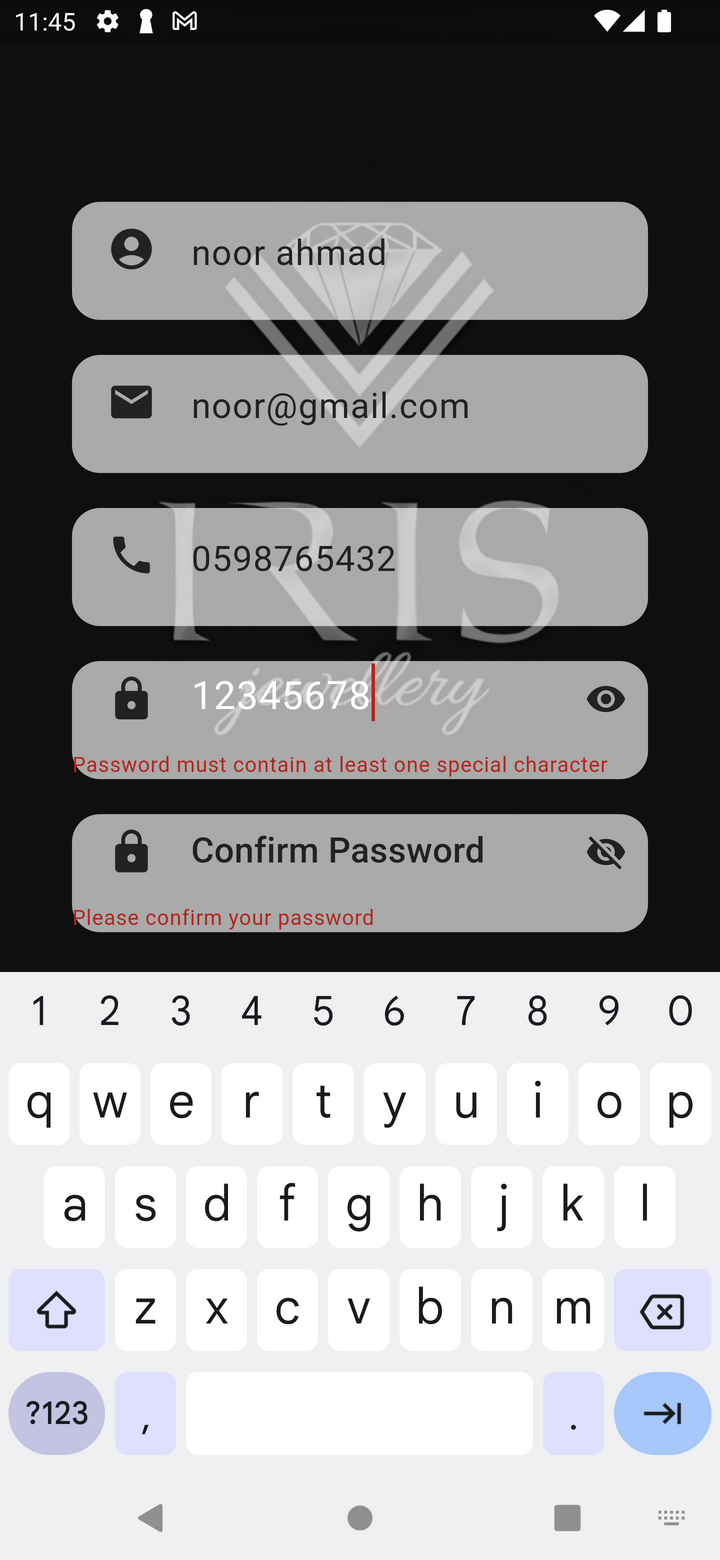 11:45
noor ahmad
noor@gmail.com
0598765432
IRIS
jewellery
12345678
Password must contain at least one special character
Confirm Password
Please confirm your password
1 2 3 4 5 6 7 8 9 0
q w e r t y u i o p
a s d f g h j k l
z x c v b n m
?123 , .